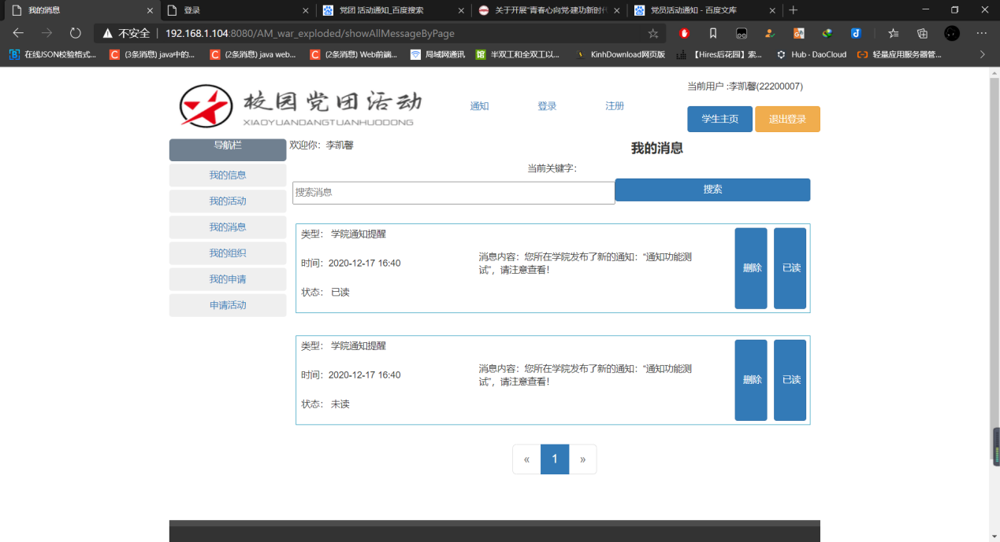 我的消息
登录
党团 活动通知_百度搜索
关于开展“青春心向党·建功新时代
党员活动通知 - 百度文库
不安全 | 192.168.1.104:8080/AM_war_exploded/showAllMessageByPage
在线JSON校验格式...
(3条消息) java中的...
(2条消息) java web...
(2条消息) Web前端...
局域网通讯
半双工和全双工以...
KinhDownload网页版
【Hires后花园】索...
Hub - DaoCloud
轻量应用服务器管...
校园党团活动
XIAOYUANDANGTUANHUODONG
通知
登录
注册
当前用户 :李凯馨(22200007)
学生主页
退出登录
导航栏
我的信息
我的活动
我的消息
我的组织
我的申请
申请活动
欢迎你：李凯馨
我的消息
当前关键字：
搜索消息
搜索
类型： 学院通知提醒
时间：2020-12-17 16:40
状态： 已读
消息内容：您所在学院发布了新的通知：“通知功能测
试”，请注意查看！
删除
已读
类型： 学院通知提醒
时间：2020-12-17 16:40
状态： 未读
消息内容：您所在学院发布了新的通知：“通知功能测
试”，请注意查看！
删除
已读
« 1 »